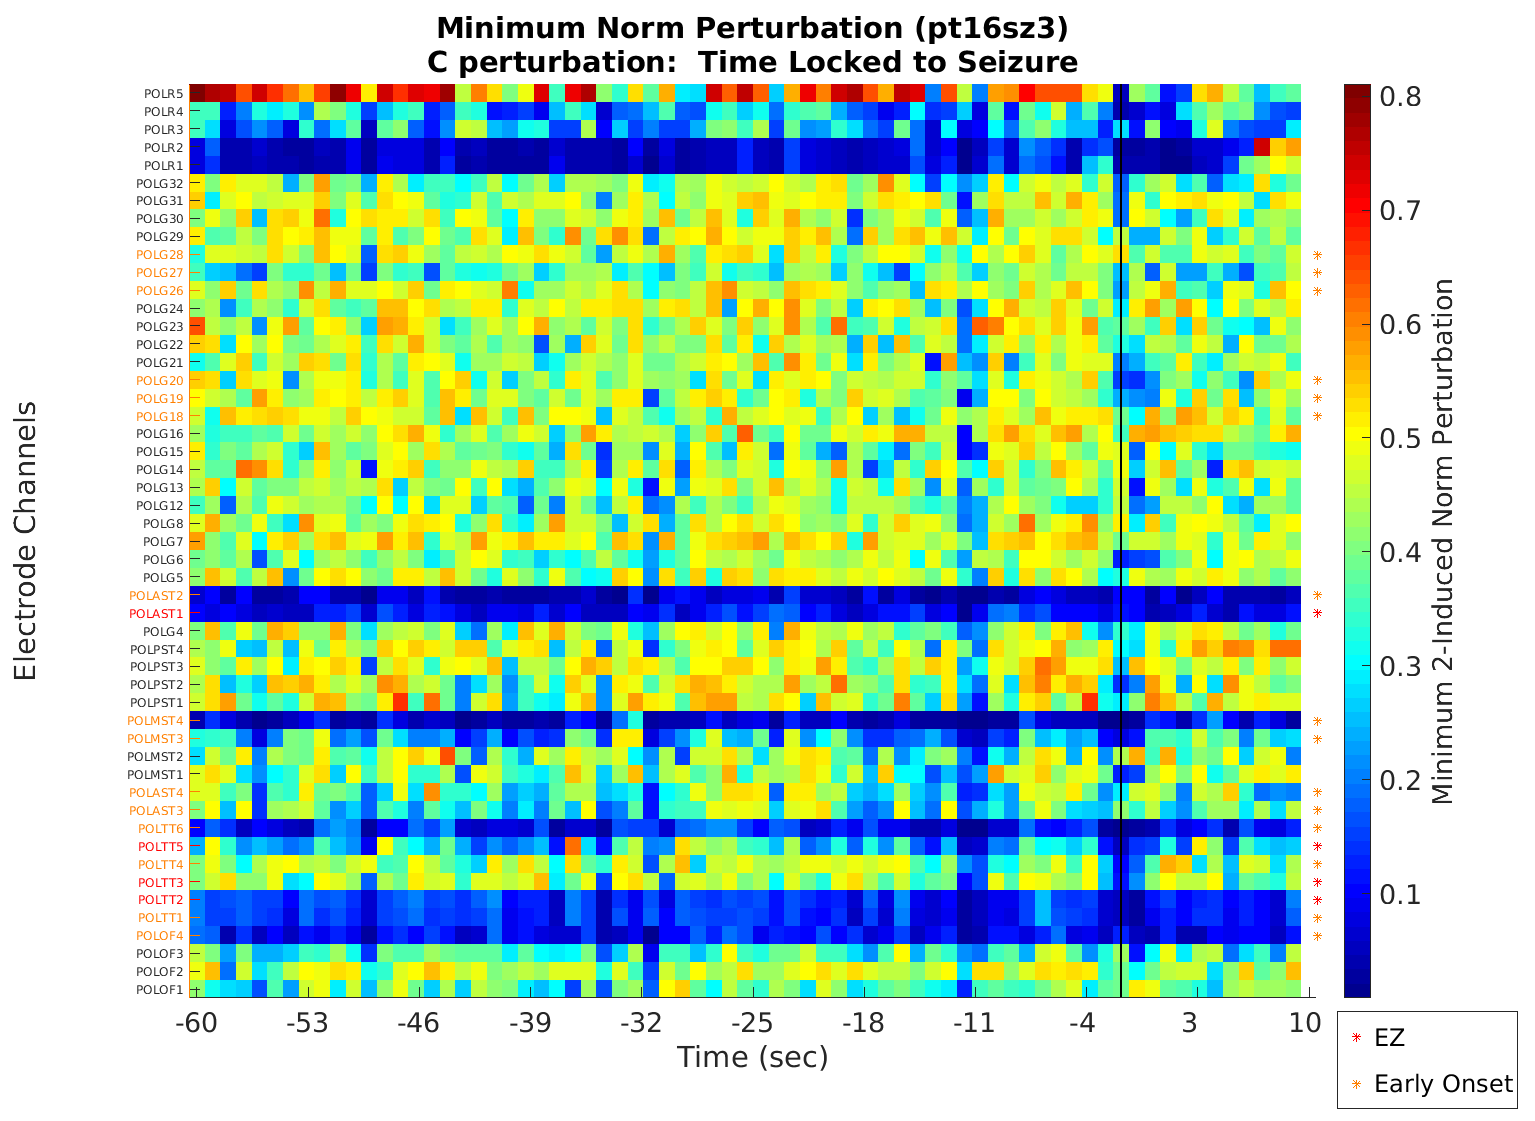 Minimum Norm Perturbation (pt16sz3)
C perturbation:  Time Locked to Seizure
Electrode Channels
POLR5
POLR4
POLR3
POLR2
POLR1
POLG32
POLG31
POLG30
POLG29
POLG28
POLG27
POLG26
POLG24
POLG23
POLG22
POLG21
POLG20
POLG19
POLG18
POLG16
POLG15
POLG14
POLG13
POLG12
POLG8
POLG7
POLG6
POLG5
POLAST2
POLAST1
POLG4
POLPST4
POLPST3
POLPST2
POLPST1
POLMST4
POLMST3
POLMST2
POLMST1
POLAST4
POLAST3
POLTT6
POLTT5
POLTT4
POLTT3
POLTT2
POLTT1
POLOF4
POLOF3
POLOF2
POLOF1
-60 -53 -46 -39 -32 -25 -18 -11 -4 3 10
Time (sec)
0.8
0.7
0.6
0.5
0.4
0.3
0.2
0.1
Minimum 2-Induced Norm Perturbation
EZ
Early Onset